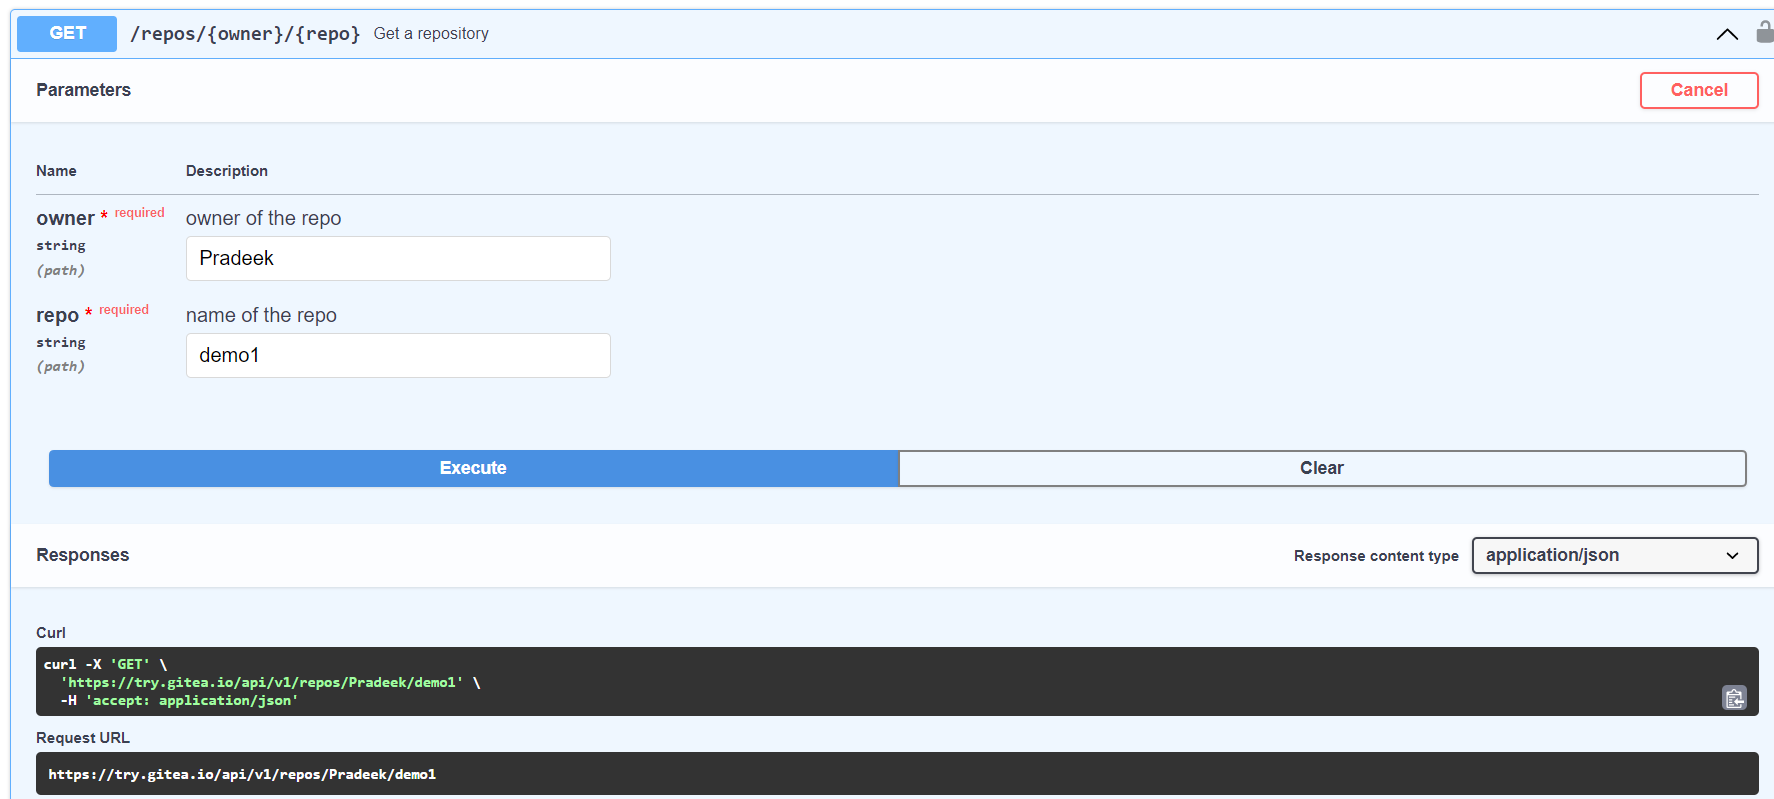 GET /repos/{owner}/{repo} Get a repository
Parameters
Cancel
Name Description
owner * required owner of the repo
string
(path)
Pradeek
repo * required name of the repo
string
(path)
demo1
Execute
Clear
Responses
Response content type application/json
Curl
curl -X 'GET' \
'https://try.gitea.io/api/v1/repos/Pradeek/demo1' \
-H 'accept: application/json'
Request URL
https://try.gitea.io/api/v1/repos/Pradeek/demo1